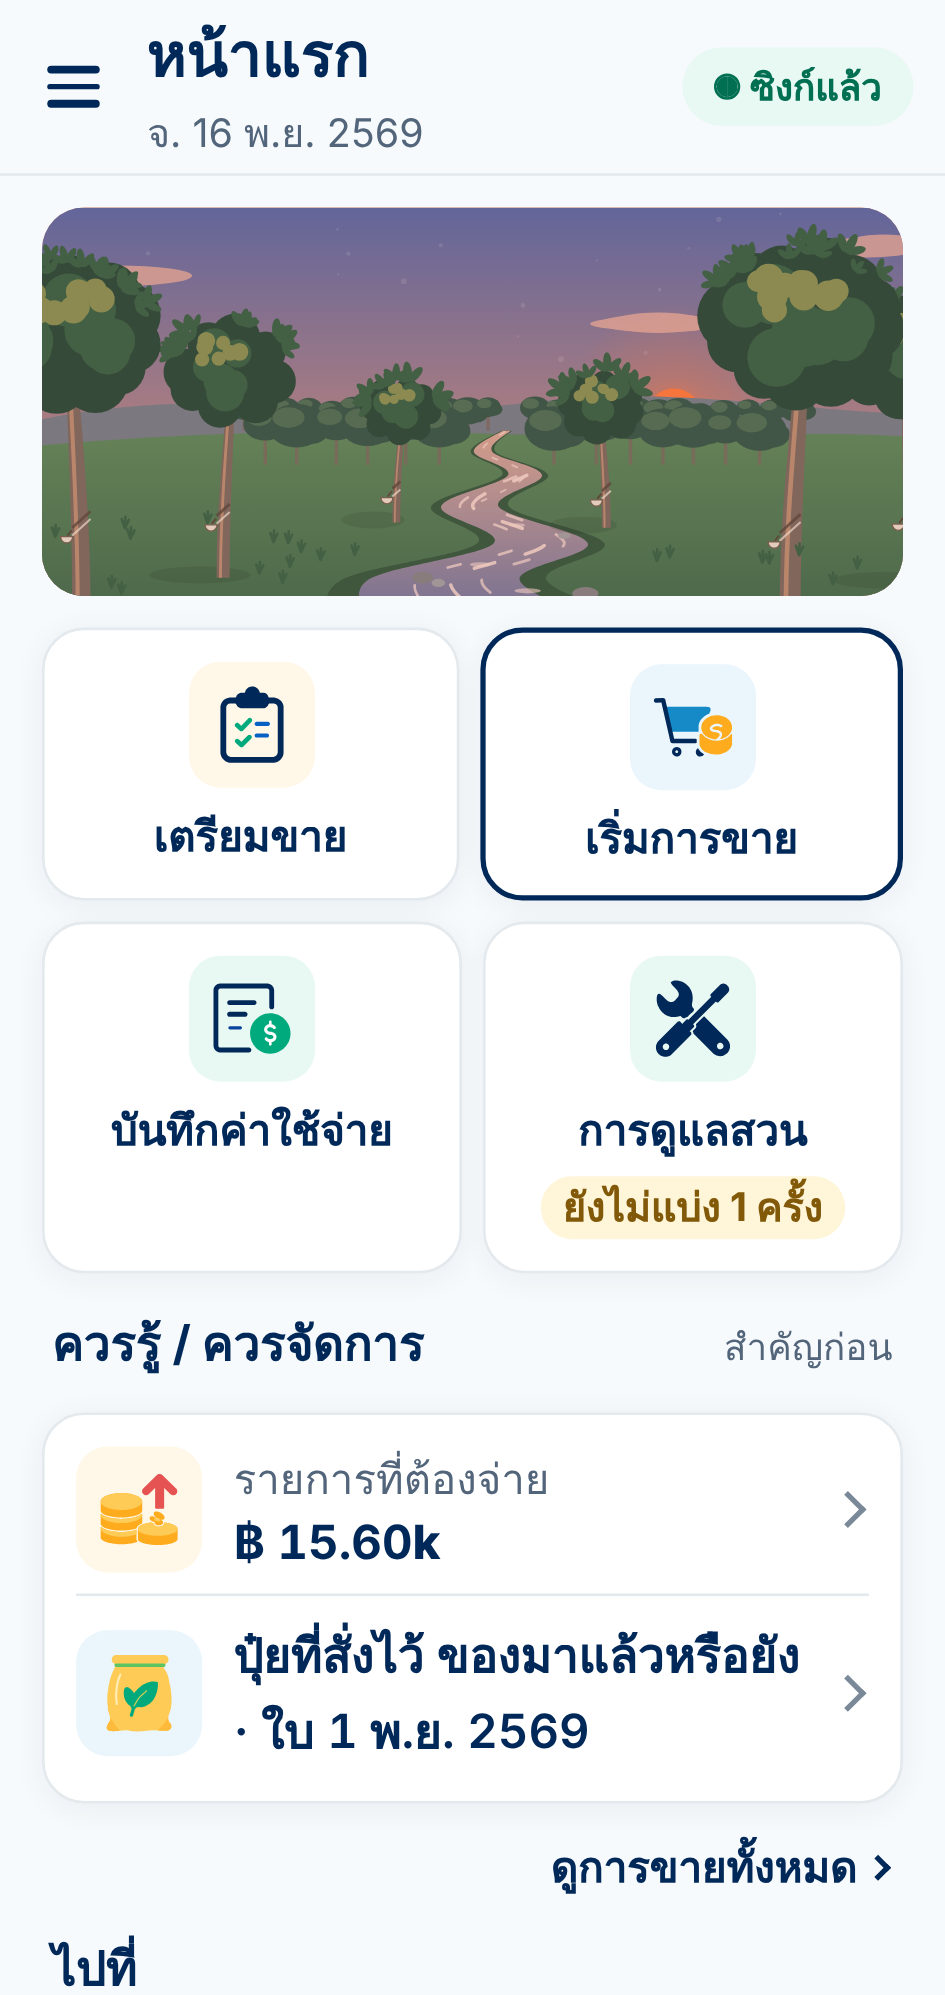 หน้าแรก
จ. 16 พ.ย. 2569
ซิงก์แล้ว
เตรียมขาย
เริ่มการขาย
บันทึกค่าใช้จ่าย
การดูแลสวน
ยังไม่แบ่ง 1 ครั้ง
ควรรู้ / ควรจัดการ
สำคัญก่อน
รายการที่ต้องจ่าย
฿ 15.60k
ปุ๋ยที่สั่งไว้ ของมาแล้วหรือยัง
· ใบ 1 พ.ย. 2569
ดูการขายทั้งหมด
ไปที่